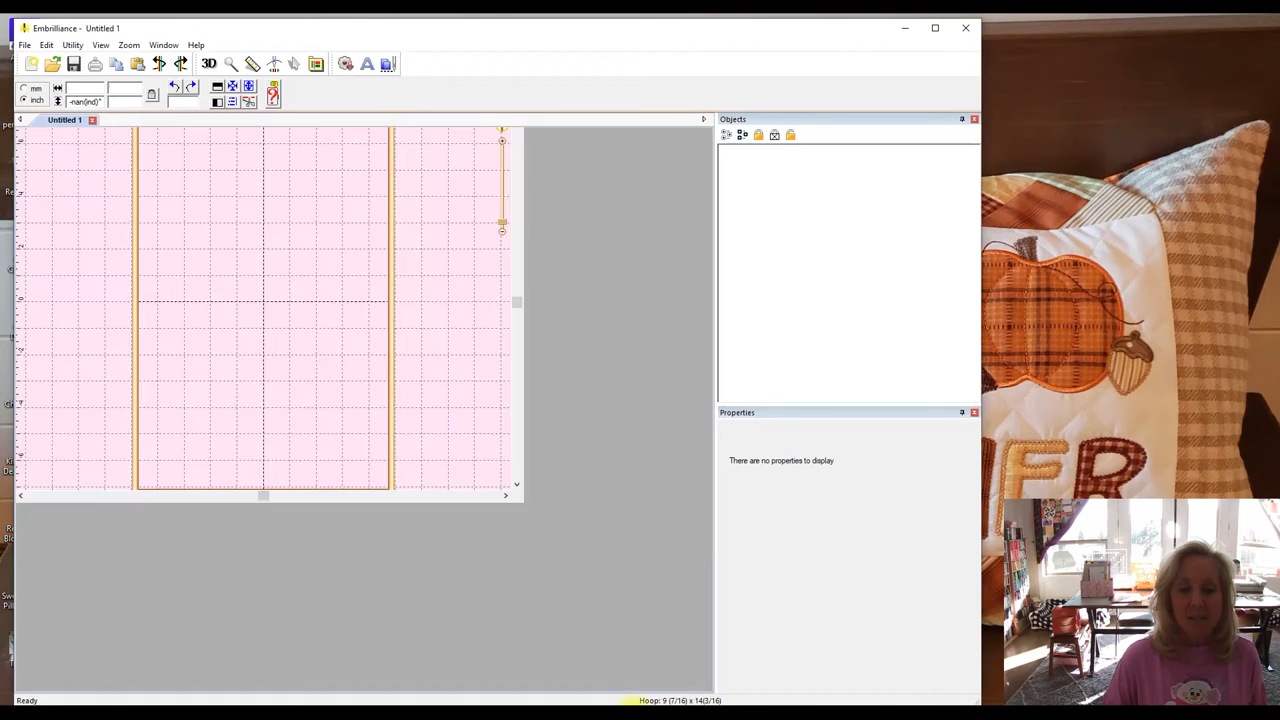 Embrilliance - Untitled 1
File Edit Utility View Zoom Window Help
3D
mm
inch
-nan(ind)°
Untitled 1
Objects
Properties
There are no properties to display
ER
Ready
Hoop: 9 (7/16) x 14(3/16)